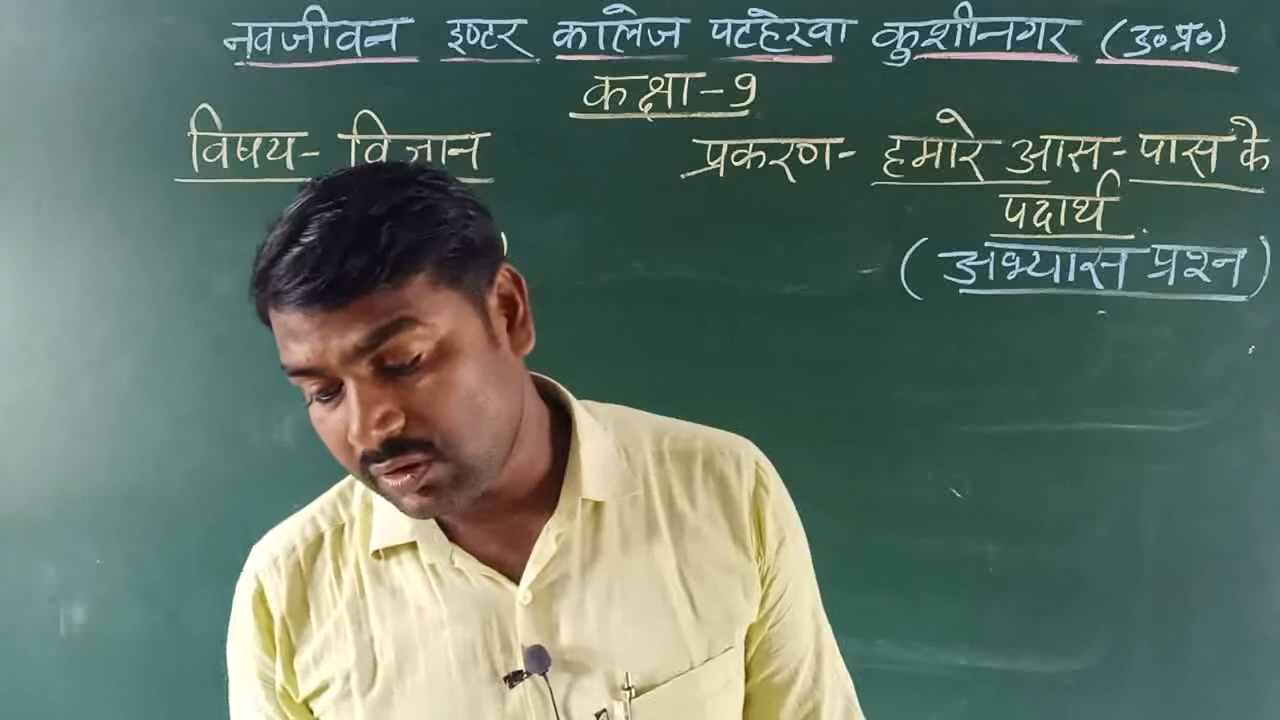 नवजीवन इण्टर कालेज पटहेरवा कुशीनगर (उ०प्र०)
कक्षा-9
विषय- विज्ञान
प्रकरण- हमारे आस-पास के
पदार्थ
(अभ्यास प्रश्न)